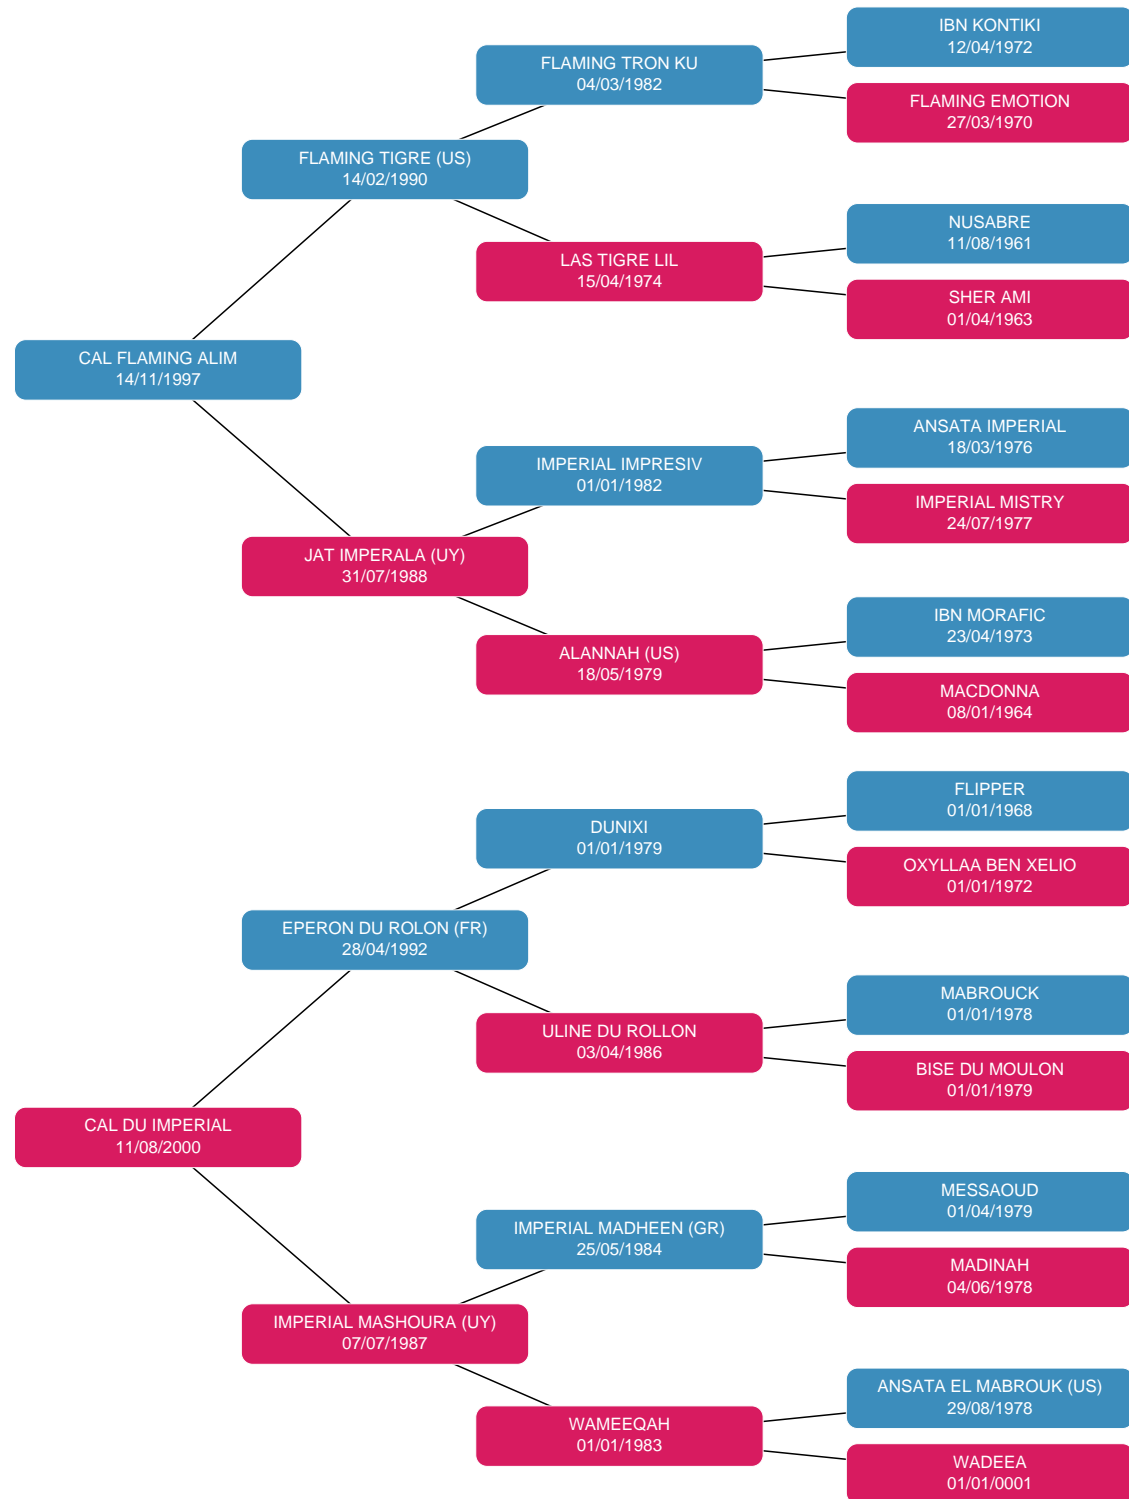 IBN KONTIKI
12/04/1972
FLAMING TRON KU
04/03/1982
FLAMING EMOTION
27/03/1970
FLAMING TIGRE (US)
14/02/1990
NUSABRE
11/08/1961
LAS TIGRE LIL
15/04/1974
SHER AMI
01/04/1963
CAL FLAMING ALIM
14/11/1997
ANSATA IMPERIAL
18/03/1976
IMPERIAL IMPRESIV
01/01/1982
IMPERIAL MISTRY
24/07/1977
JAT IMPERALA (UY)
31/07/1988
IBN MORAFIC
23/04/1973
ALANNAH (US)
18/05/1979
MACDONNA
08/01/1964
FLIPPER
01/01/1968
DUNIXI
01/01/1979
OXYLLAA BEN XELIO
01/01/1972
EPERON DU ROLON (FR)
28/04/1992
MABROUCK
01/01/1978
ULINE DU ROLLON
03/04/1986
BISE DU MOULON
01/01/1979
CAL DU IMPERIAL
11/08/2000
MESSAOUD
01/04/1979
IMPERIAL MADHEEN (GR)
25/05/1984
MADINAH
04/06/1978
IMPERIAL MASHOURA (UY)
07/07/1987
ANSATA EL MABROUK (US)
29/08/1978
WAMEEQAH
01/01/1983
WADEEA
01/01/0001